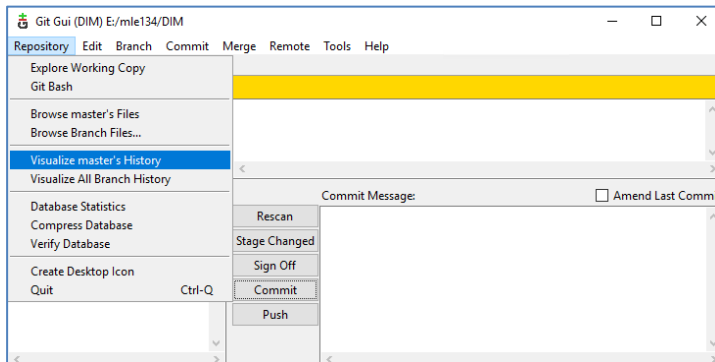 Git Gui (DIM) E:/mle134/DIM
Repository Edit Branch Commit Merge Remote Tools Help
Explore Working Copy
Git Bash
Browse master's Files
Browse Branch Files...
Visualize master's History
Visualize All Branch History
Database Statistics
Compress Database
Verify Database
Create Desktop Icon
Quit Ctrl-Q
Rescan
Stage Changed
Sign Off
Commit
Push
Commit Message:
Amend Last Comm